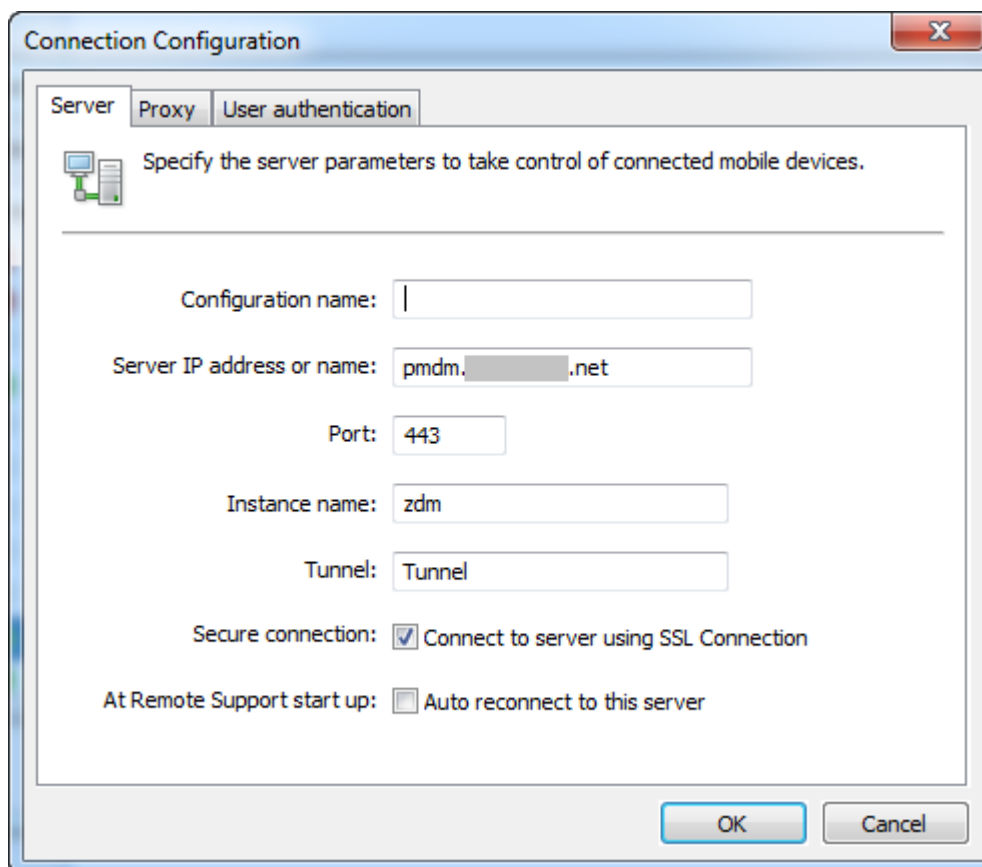 Connection Configuration
Server Proxy User authentication
Specify the server parameters to take control of connected mobile devices.
Configuration name:
Server IP address or name: pmdm. .net
Port: 443
Instance name: zdm
Tunnel: Tunnel
Secure connection: Connect to server using SSL Connection
At Remote Support start up: Auto reconnect to this server
OK Cancel